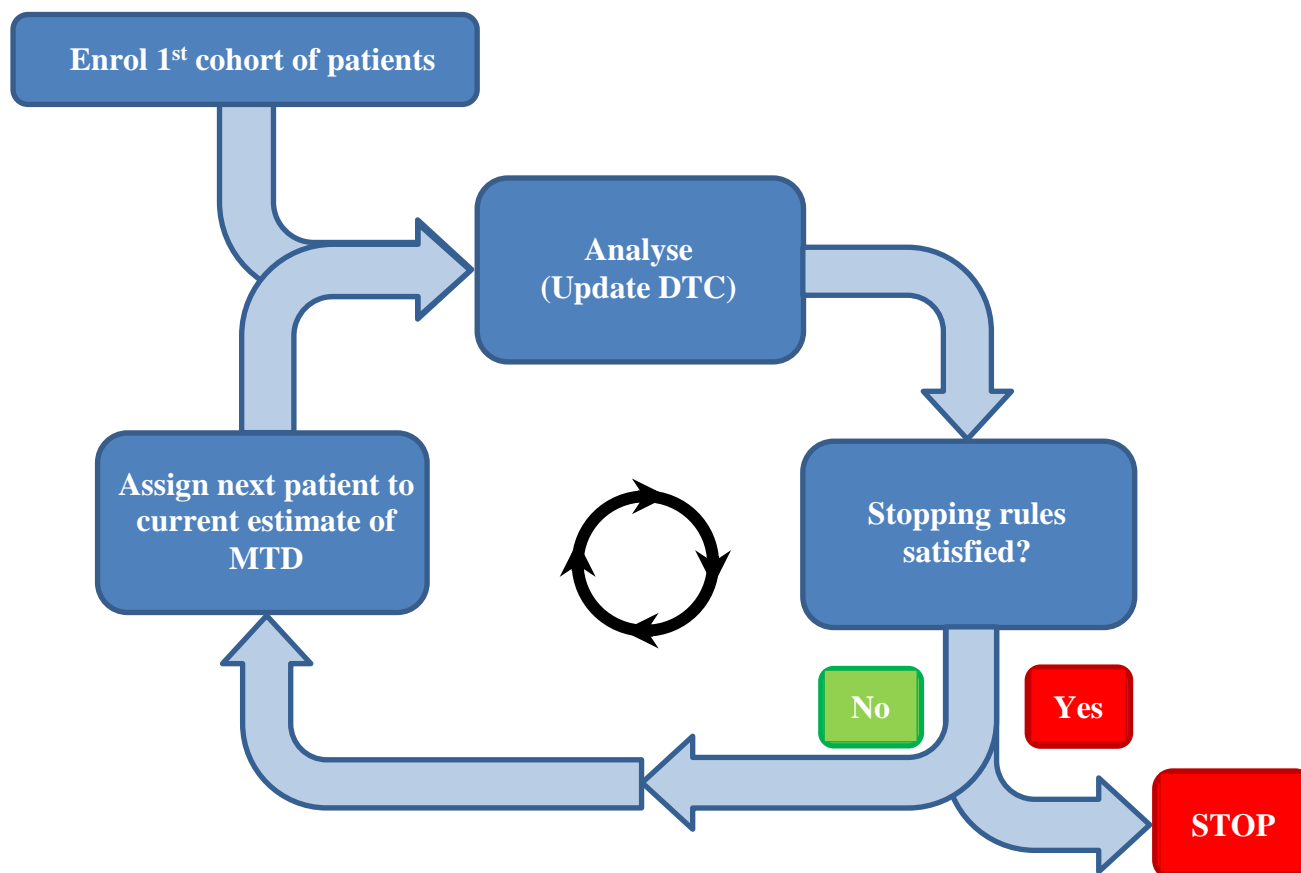 Enrol 1st cohort of patients
Analyse
(Update DTC)
Assign next patient to
current estimate of
MTD
Stopping rules
satisfied?
No
Yes
STOP